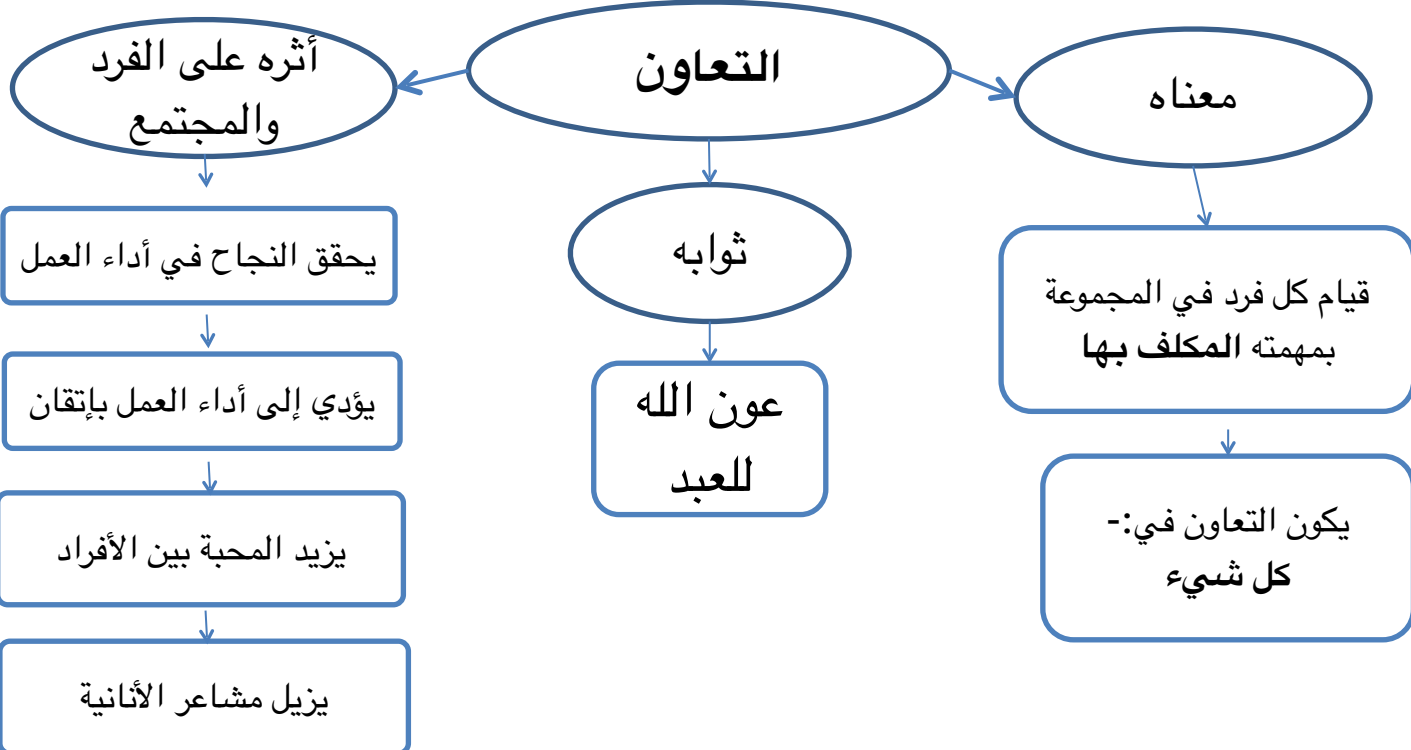 التعاون
معناه
قيام كل فرد في المجموعة
بمهمته المكلف بها
يكون التعاون في:-
كل شيء
ثوابه
عون الله
للعبد
أثره على الفرد
والمجتمع
يحقق النجاح في أداء العمل
يؤدي إلى أداء العمل بإتقان
يزيد المحبة بين الأفراد
يزيل مشاعر الأنانية